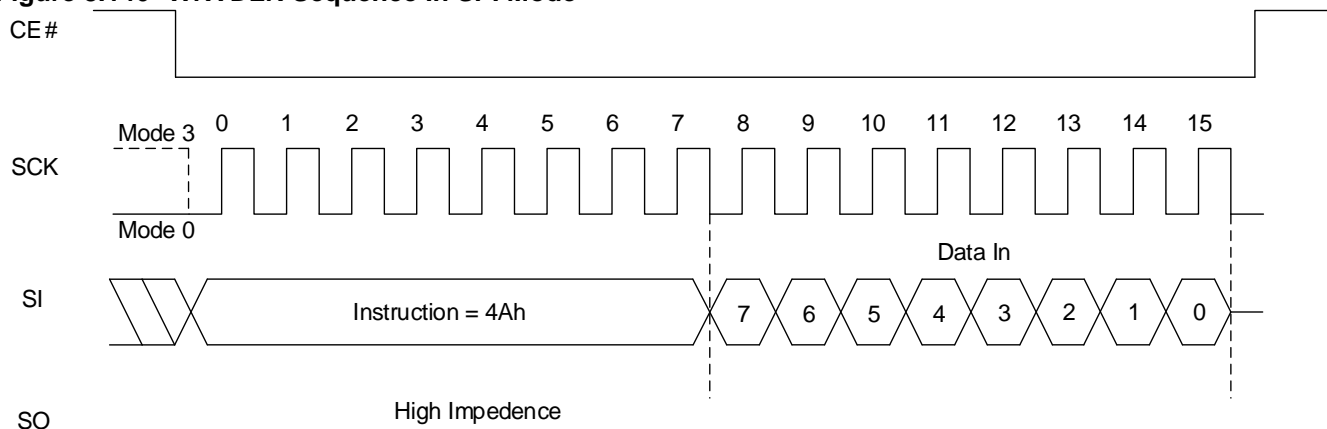 CE#
0 1 2 3 4 5 6 7 8 9 10 11 12 13 14 15
Mode 3
SCK
Mode 0
Data In
SI
Instruction = 4Ah
7 6 5 4 3 2 1 0
High Impedence
SO